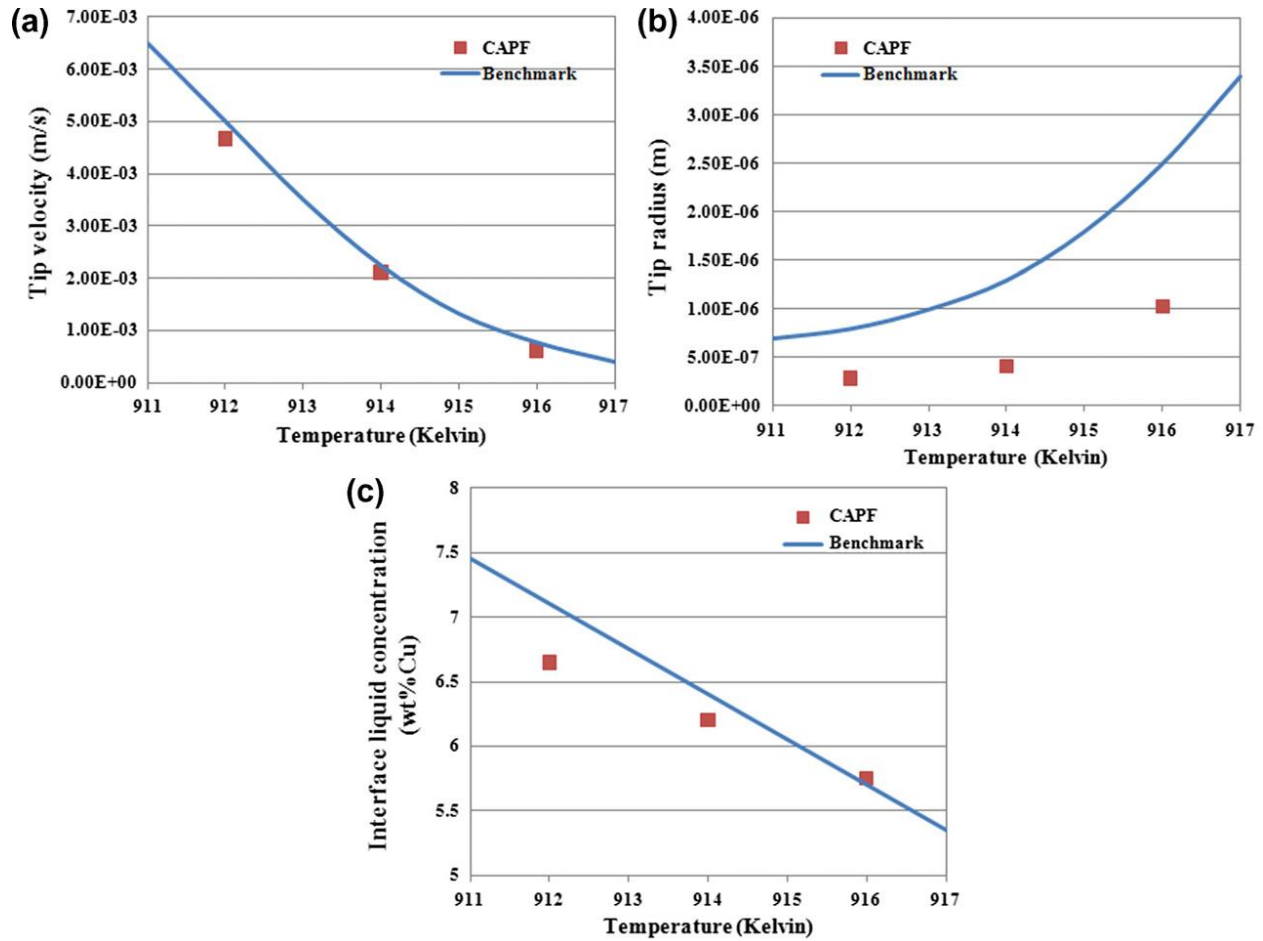 (a)
Tip velocity (m/s)
7.00E-03
6.00E-03
5.00E-03
4.00E-03
3.00E-03
2.00E-03
1.00E-03
0.00E+00
CAPF
Benchmark
911 912 913 914 915 916 917
Temperature (Kelvin)
(b)
Tip radius (m)
4.00E-06
3.50E-06
3.00E-06
2.50E-06
2.00E-06
1.50E-06
1.00E-06
5.00E-07
0.00E+00
CAPF
Benchmark
911 912 913 914 915 916 917
Temperature (Kelvin)
(c)
Interface liquid concentration
(wt%Cu)
8
7.5
7
6.5
6
5.5
5
CAPF
Benchmark
911 912 913 914 915 916 917
Temperature (Kelvin)